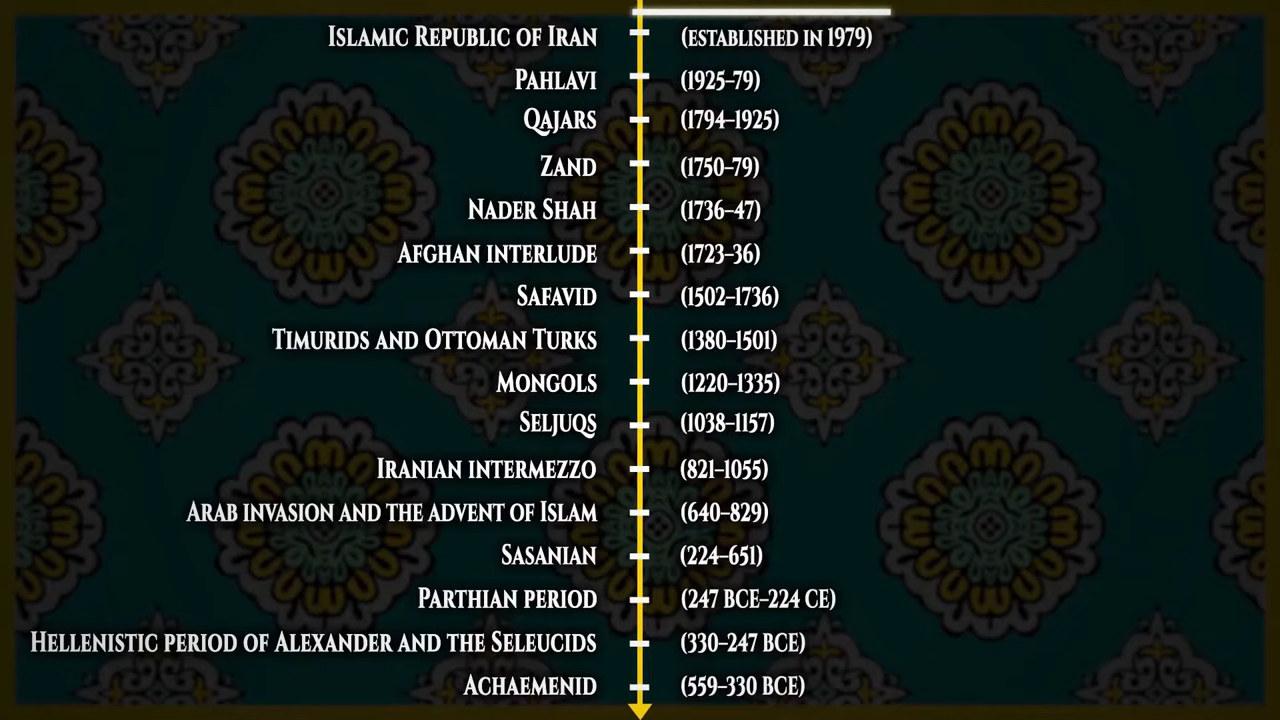 Islamic Republic of Iran (established in 1979)
Pahlavi (1925–79)
Qajars (1794–1925)
Zand (1750–79)
Nader Shah (1736–47)
Afghan interlude (1723–36)
Safavid (1502–1736)
Timurids and Ottoman Turks (1380–1501)
Mongols (1220–1335)
Seljuqs (1038–1157)
Iranian intermezzo (821–1055)
Arab invasion and the advent of Islam (640–829)
Sasanian (224–651)
Parthian period (247 BCE–224 CE)
Hellenistic period of Alexander and the Seleucids (330–247 BCE)
Achaemenid (559–330 BCE)